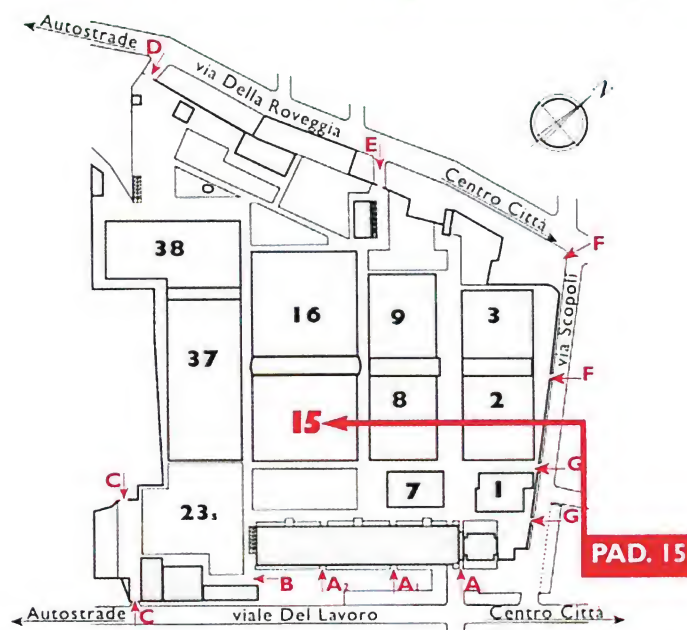 Autostrade
D
via Della Roveggia
E
Centro Città
F
via Scopoli
38
16
9
3
37
F
15
8
2
C
23s
7
1
G
G
PAD. 15
B
A2
A1
A
C
Autostrade
viale Del Lavoro
Centro Città